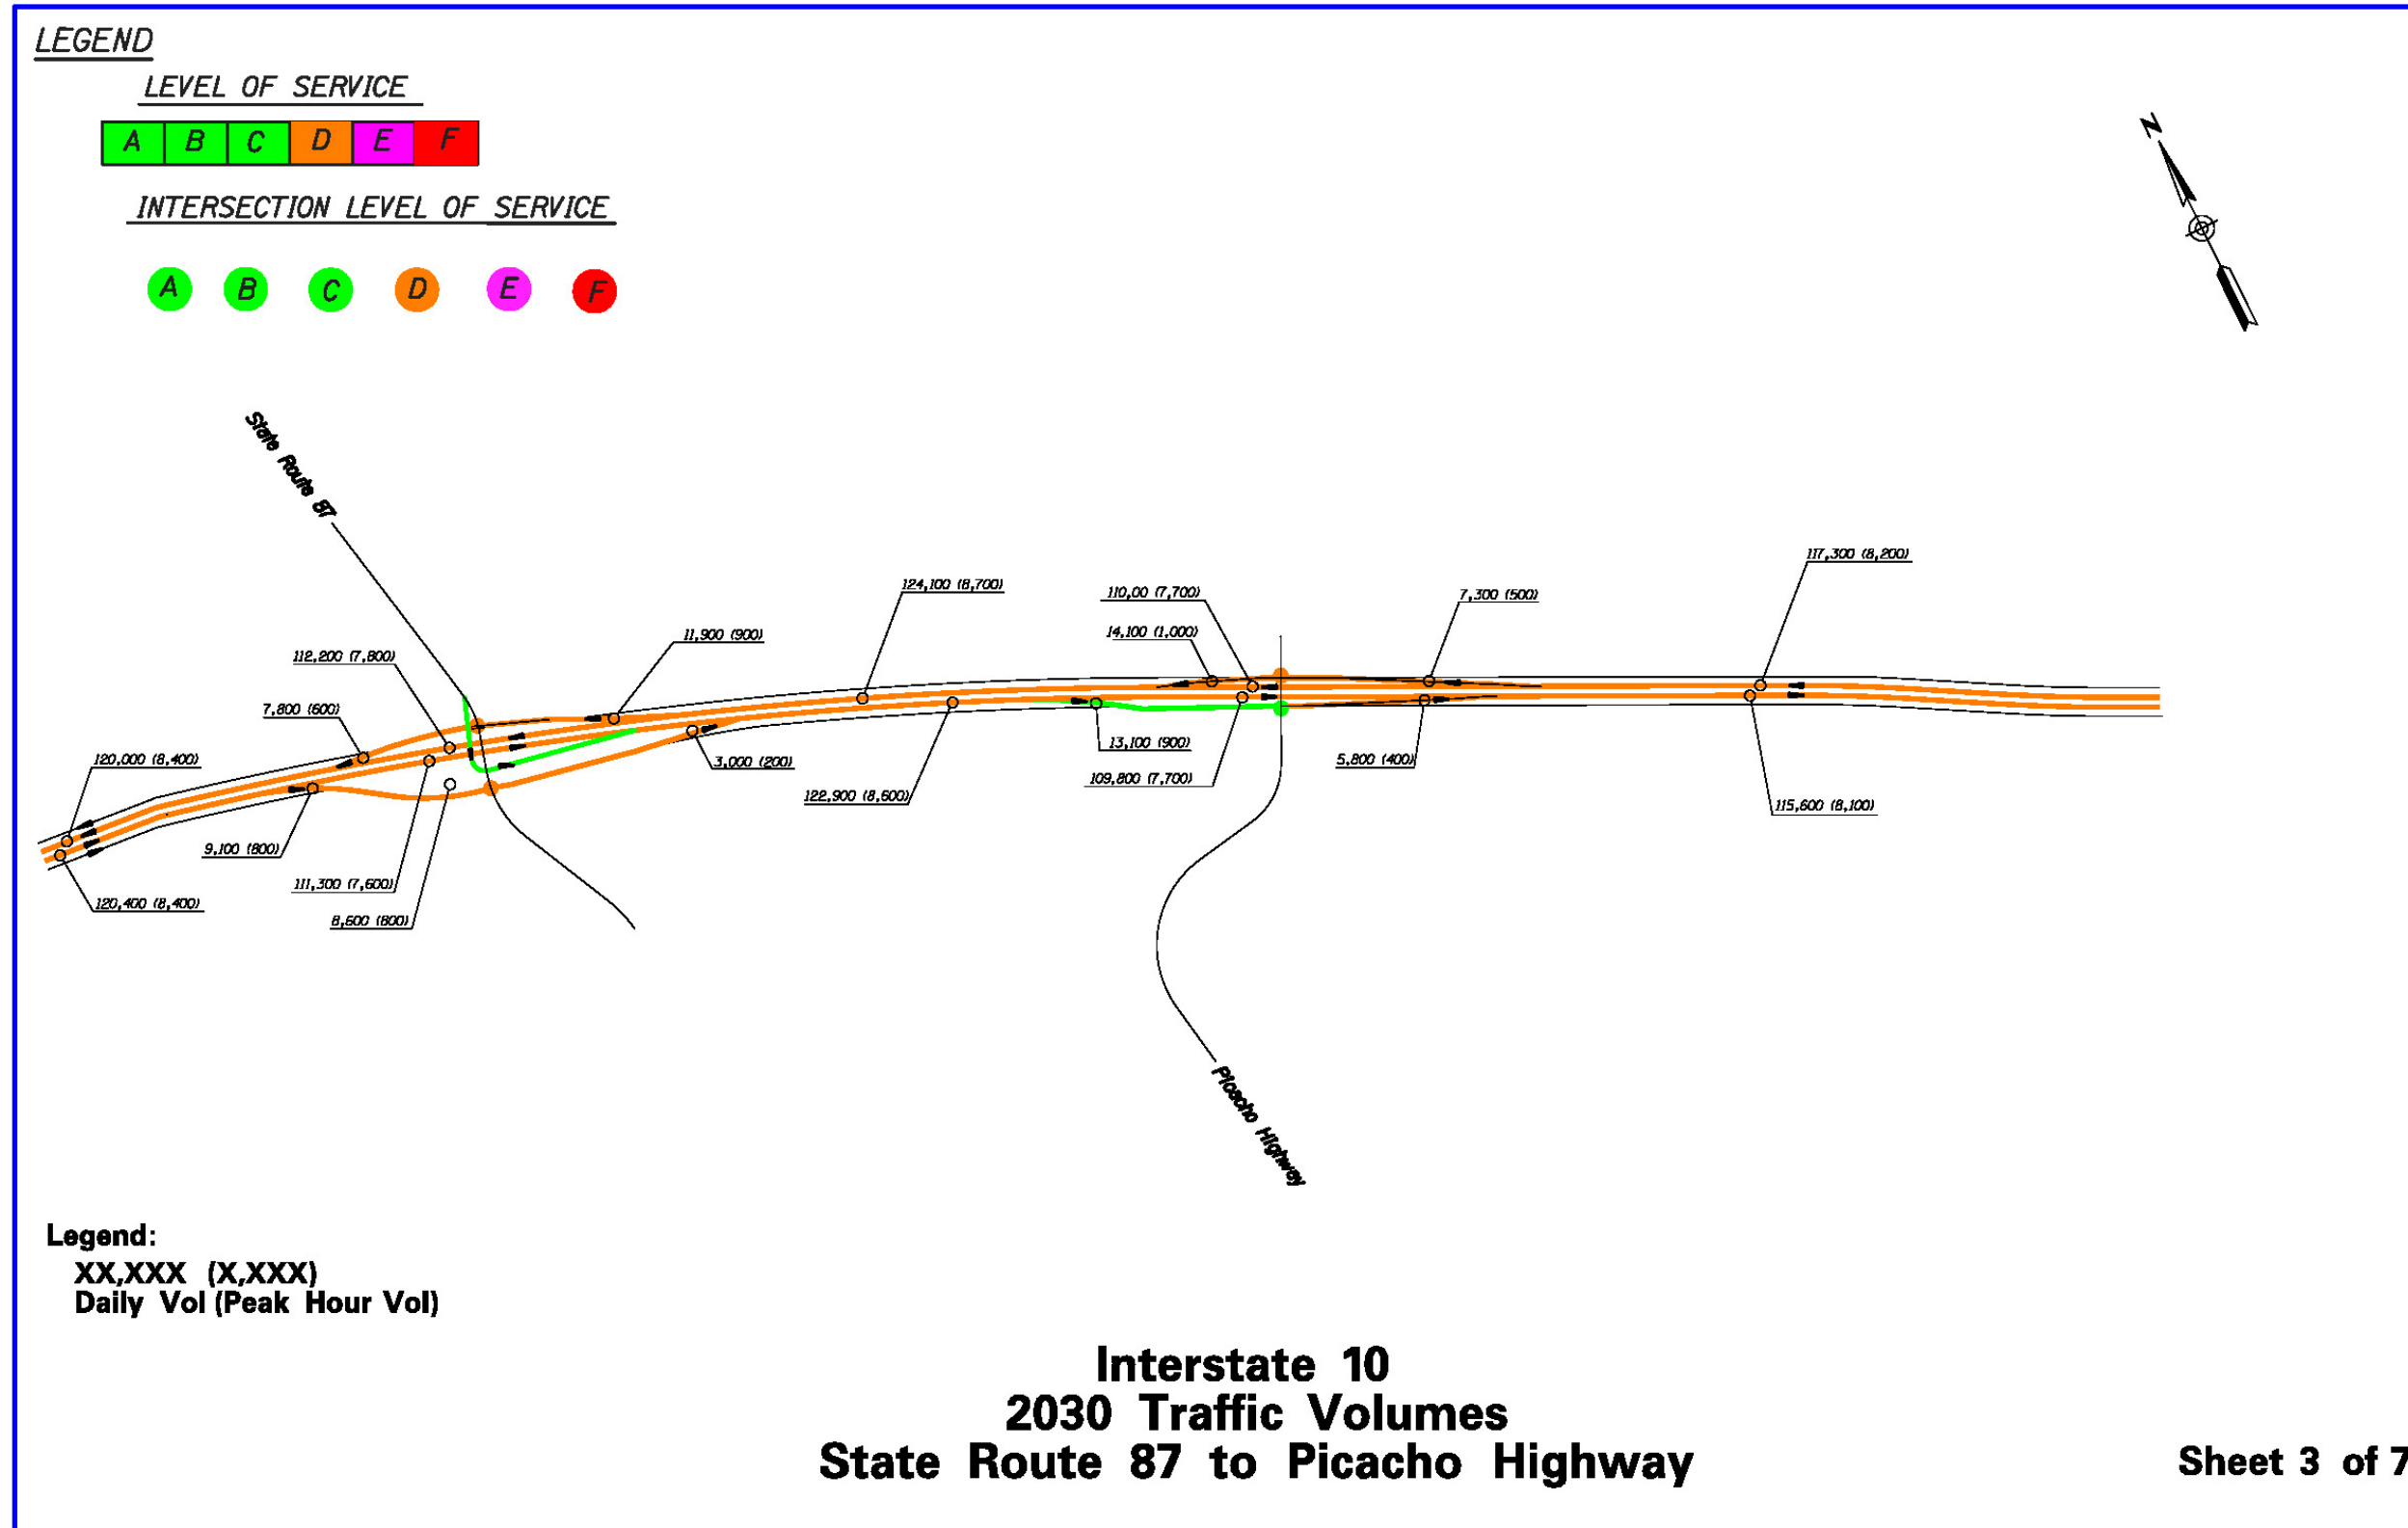 LEGEND
LEVEL OF SERVICE
A B C D E F
INTERSECTION LEVEL OF SERVICE
A B C D E F
N
State Route 87
117,300 (8,200)
124,100 (8,700)
110,00 (7,700)
7,300 (500)
11,900 (900)
14,100 (1,000)
112,200 (7,800)
7,800 (600)
120,000 (8,400)
13,100 (900)
3,000 (200)
5,800 (400)
109,800 (7,700)
122,900 (8,600)
115,600 (8,100)
9,100 (800)
111,300 (7,600)
120,400 (8,400)
8,600 (800)
Picacho Highway
Legend:
XX,XXX (X,XXX)
Daily Vol (Peak Hour Vol)
Interstate 10
2030 Traffic Volumes
State Route 87 to Picacho Highway
Sheet 3 of 7